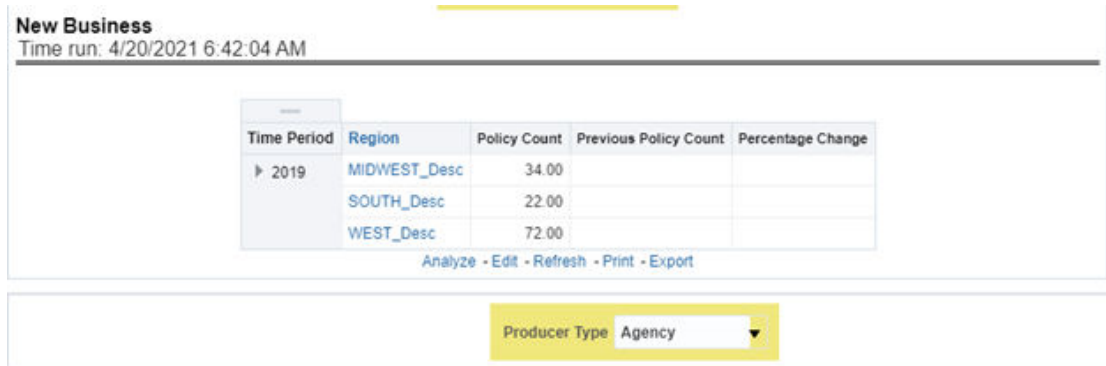 New Business
Time run: 4/20/2021 6:42:04 AM
Time Period Region Policy Count Previous Policy Count Percentage Change
2019 MIDWEST_Desc 34.00
SOUTH_Desc 22.00
WEST_Desc 72.00
Analyze - Edit - Refresh - Print - Export
Producer Type Agency